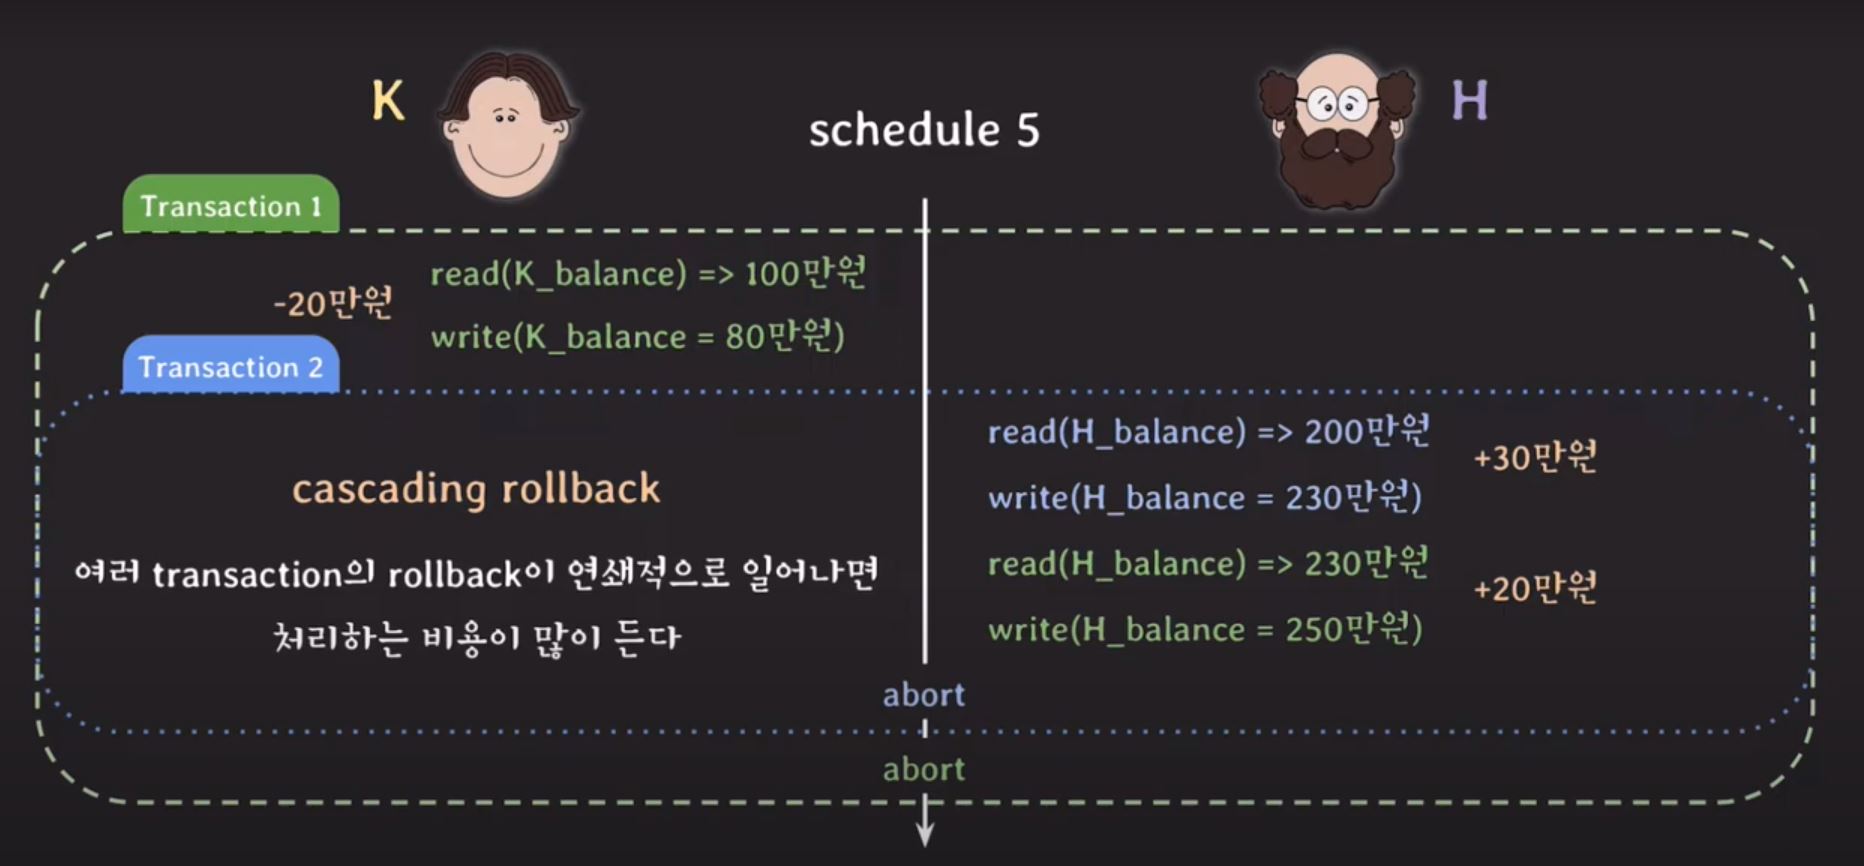 K
H
schedule 5
Transaction 1
read(K_balance) => 100만원
-20만원
write(K_balance = 80만원)
Transaction 2
read(H_balance) => 200만원
+30만원
write(H_balance = 230만원)
cascading rollback
여러 transaction의 rollback이 연쇄적으로 일어나면
처리하는 비용이 많이 든다
read(H_balance) => 230만원
+20만원
write(H_balance = 250만원)
abort
abort